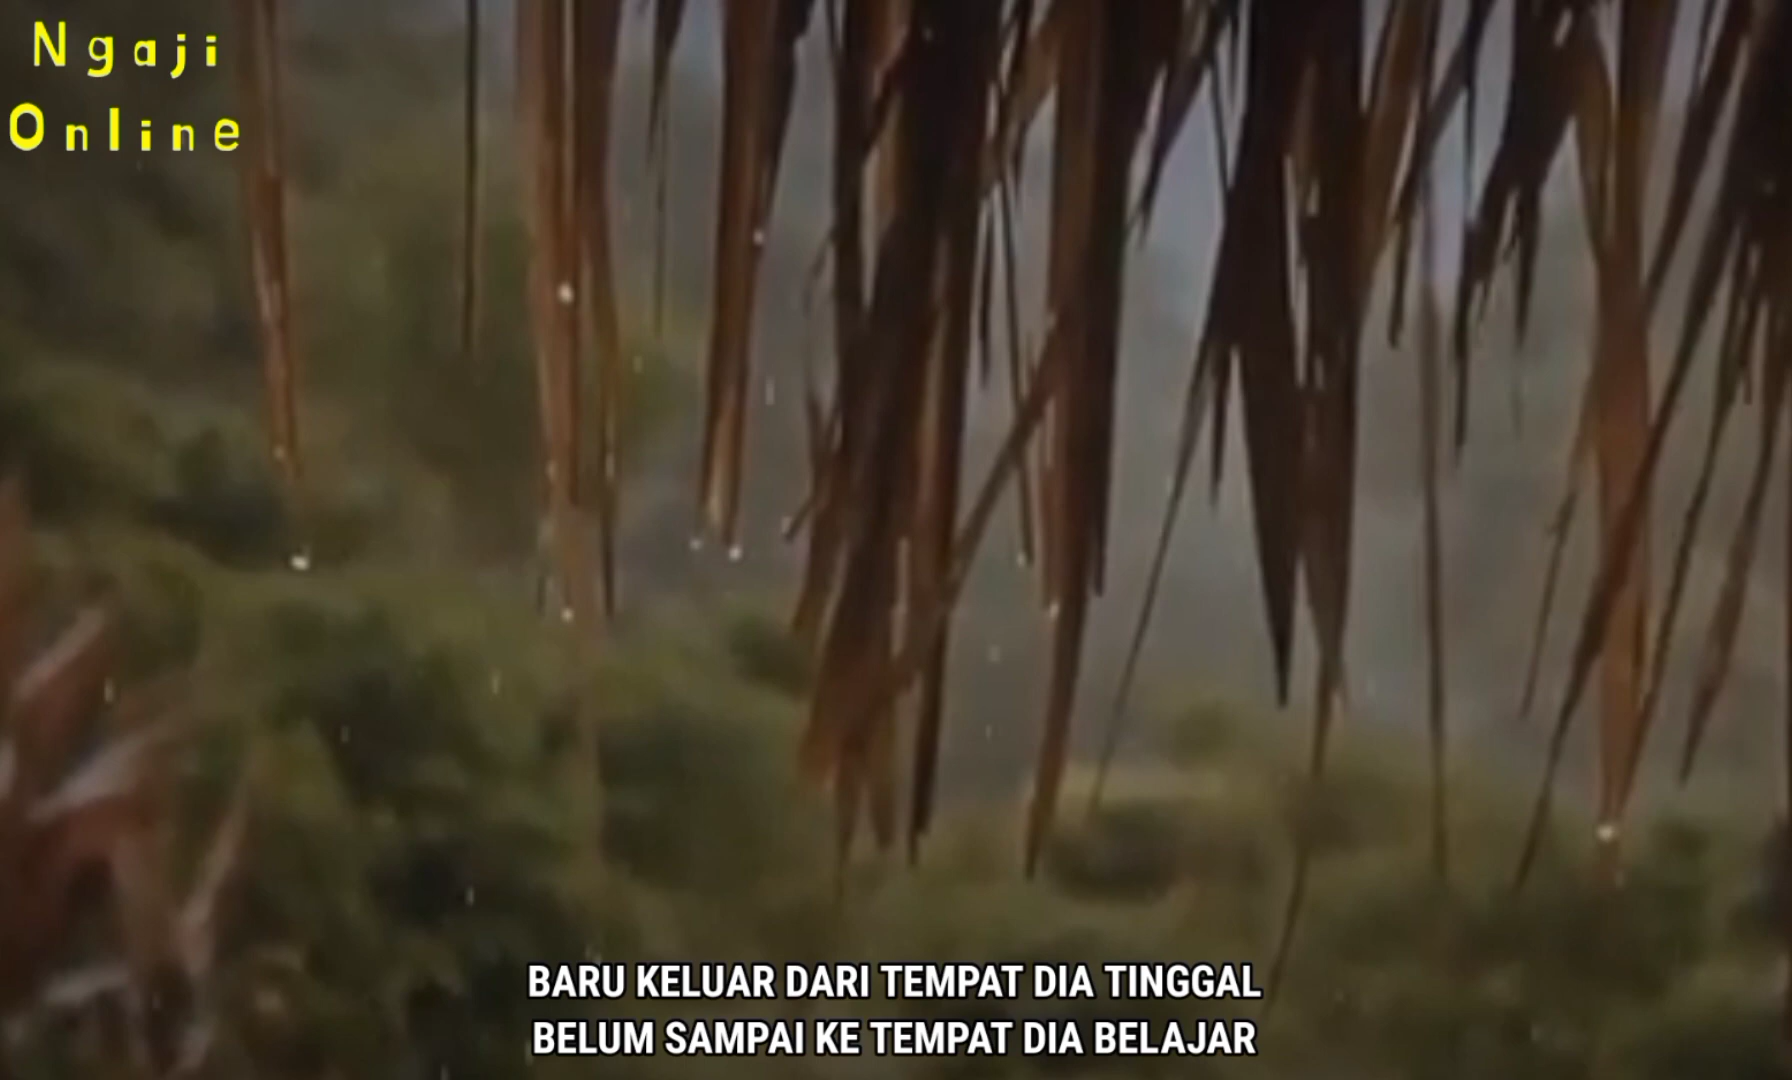 Ngaji
Online
BARU KELUAR DARI TEMPAT DIA TINGGAL
BELUM SAMPAI KE TEMPAT DIA BELAJAR